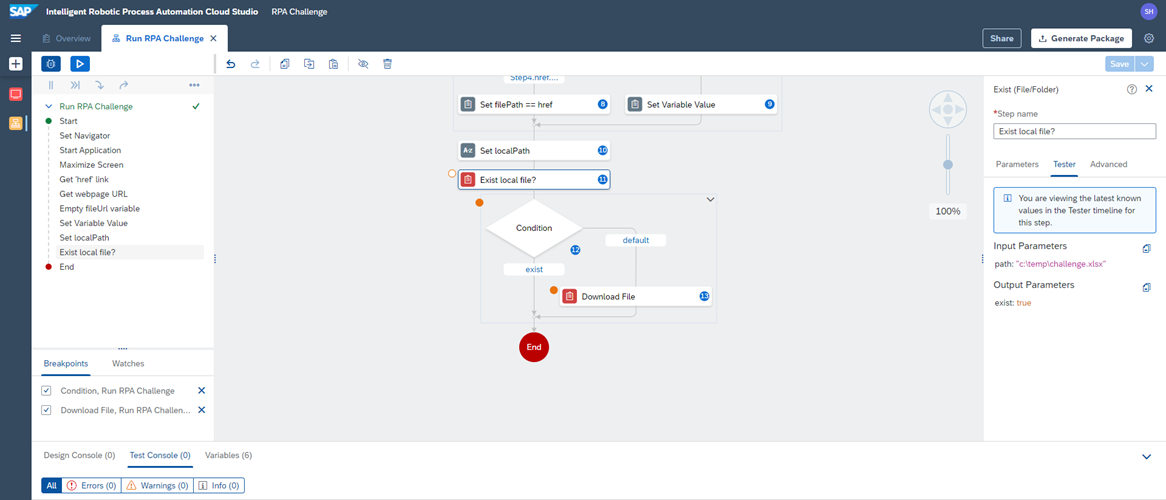 SAP Intelligent Robotic Process Automation Cloud Studio RPA Challenge SH
Overview Run RPA Challenge Share Generate Package
Save
Run RPA Challenge
Start
Set Navigator
Start Application
Maximize Screen
Get 'href' link
Get webpage URL
Empty fileUrl variable
Set Variable Value
Set localPath
Exist local file?
End
Breakpoints Watches
Condition, Run RPA Challenge
Download File, Run RPA Challen...
Step4.href....
Set filePath == href 8
Set Variable Value 9
A-z Set localPath 10
Exist local file? 11
Condition
12
default
exist
Download File 13
End
100%
Exist (File/Folder)
*Step name
Exist local file?
Parameters Tester Advanced
You are viewing the latest known
values in the Tester timeline for
this step.
Input Parameters
path: "c:\temp\challenge.xlsx"
Output Parameters
exist: true
Design Console (0) Test Console (0) Variables (6)
All Errors (0) Warnings (0) Info (0)